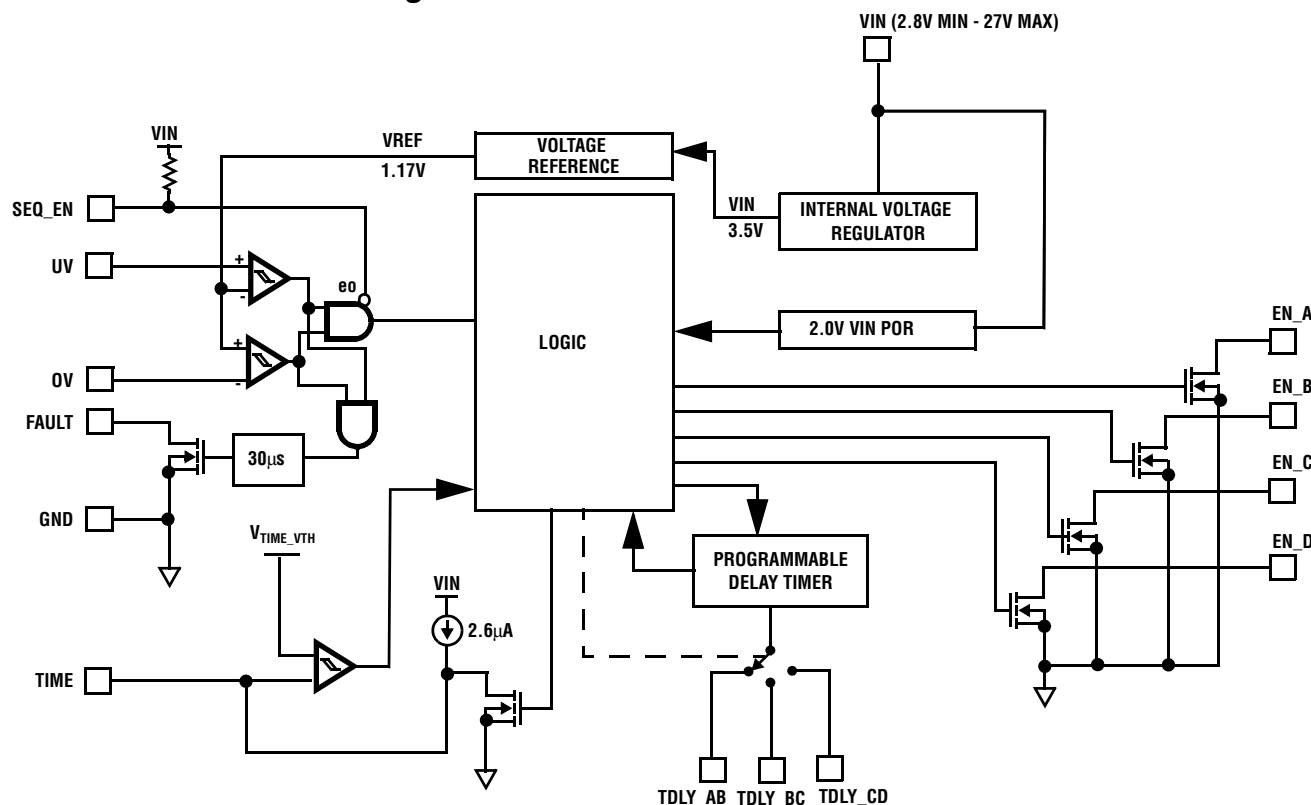 VIN (2.8V MIN - 27V MAX)
VIN
VREF
1.17V
VOLTAGE
REFERENCE
SEQ_EN
VIN
3.5V
INTERNAL VOLTAGE
REGULATOR
UV
+
-
eo
LOGIC
2.0V VIN POR
EN_A
+
-
OV
EN_B
FAULT
30μs
EN_C
GND
VTIME_VTH
PROGRAMMABLE
DELAY TIMER
EN_D
VIN
2.6μA
TIME
TDLY_AB
TDLY_BC
TDLY_CD